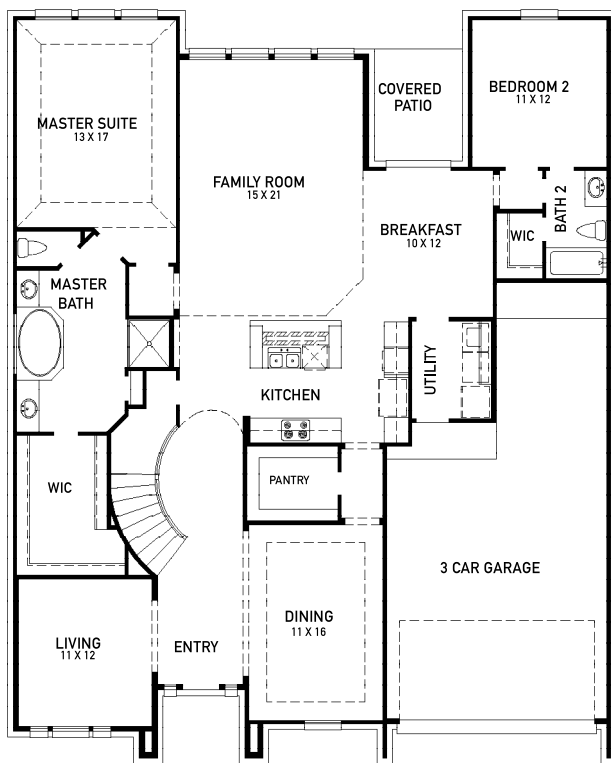 MASTER SUITE
13 X 17
FAMILY ROOM
15 X 21
COVERED
PATIO
BEDROOM 2
11 X 12
BREAKFAST
10 X 12
WIC
BATH 2
MASTER
BATH
UTILITY
KITCHEN
WIC
PANTRY
3 CAR GARAGE
LIVING
11 X 12
ENTRY
DINING
11 X 16